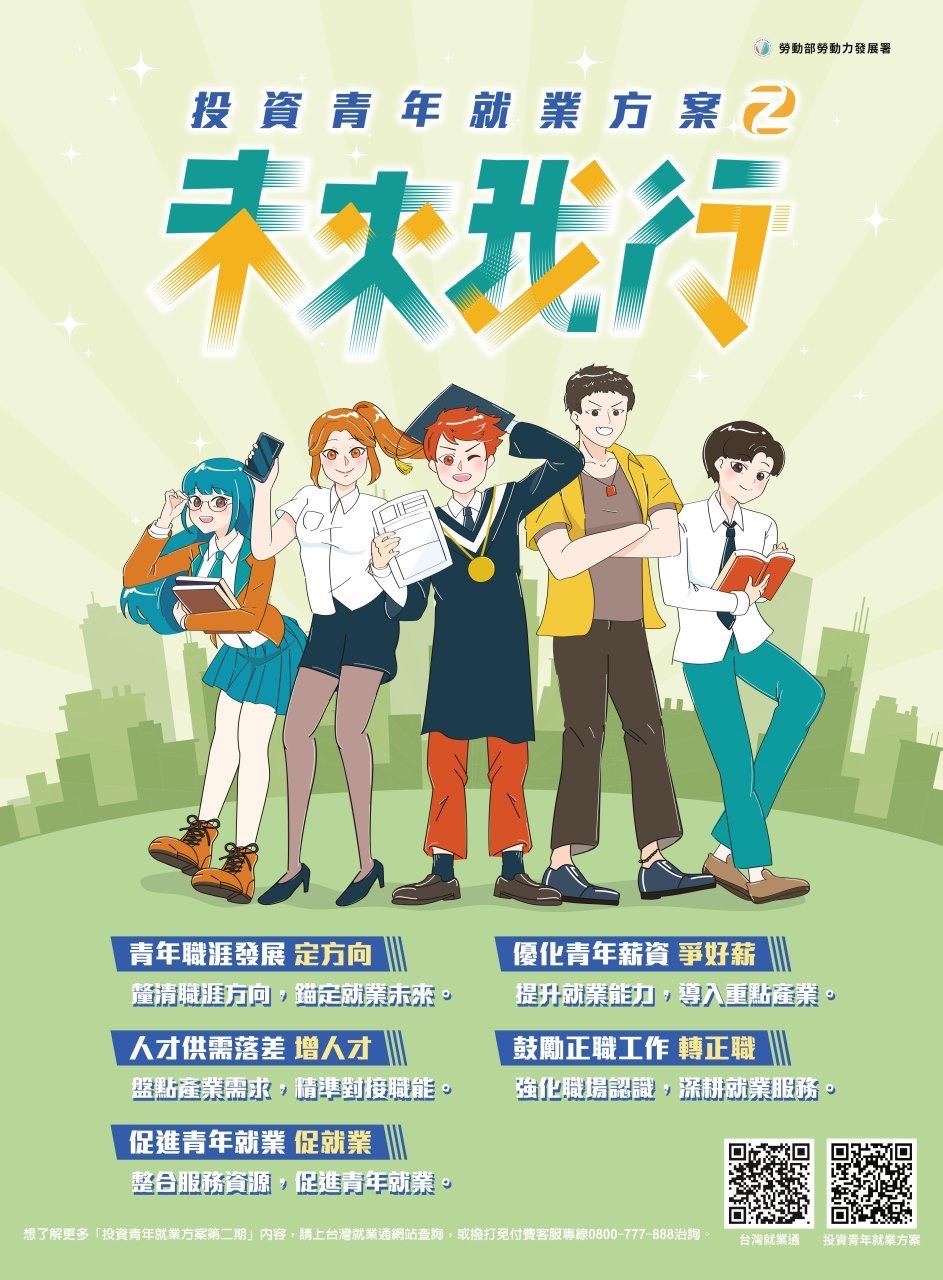 勞動部勞動力發展署
投資青年就業方案2
未來我行
青年職涯發展 定方向
釐清職涯方向，錨定就業未來。
人才供需落差 增人才
盤點產業需求，精準對接職能。
促進青年就業 促就業
整合服務資源，促進青年就業。
優化青年薪資 爭好薪
提升就業能力，導入重點產業。
鼓勵正職工作 轉正職
強化職場認識，深耕就業服務。
台灣就業通
投資青年就業方案
想了解更多「投資青年就業方案第二期」內容，請上台灣就業通網站查詢，或撥打免付費客服專線0800-777-888洽詢。